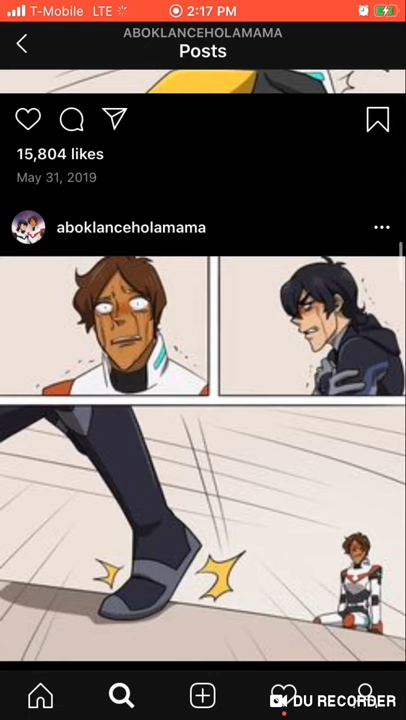 T-Mobile LTE 2:17 PM
ABOKLANCEHOLAMAMA
Posts
15,804 likes
May 31, 2019
aboklanceholamama
DU RECORDER